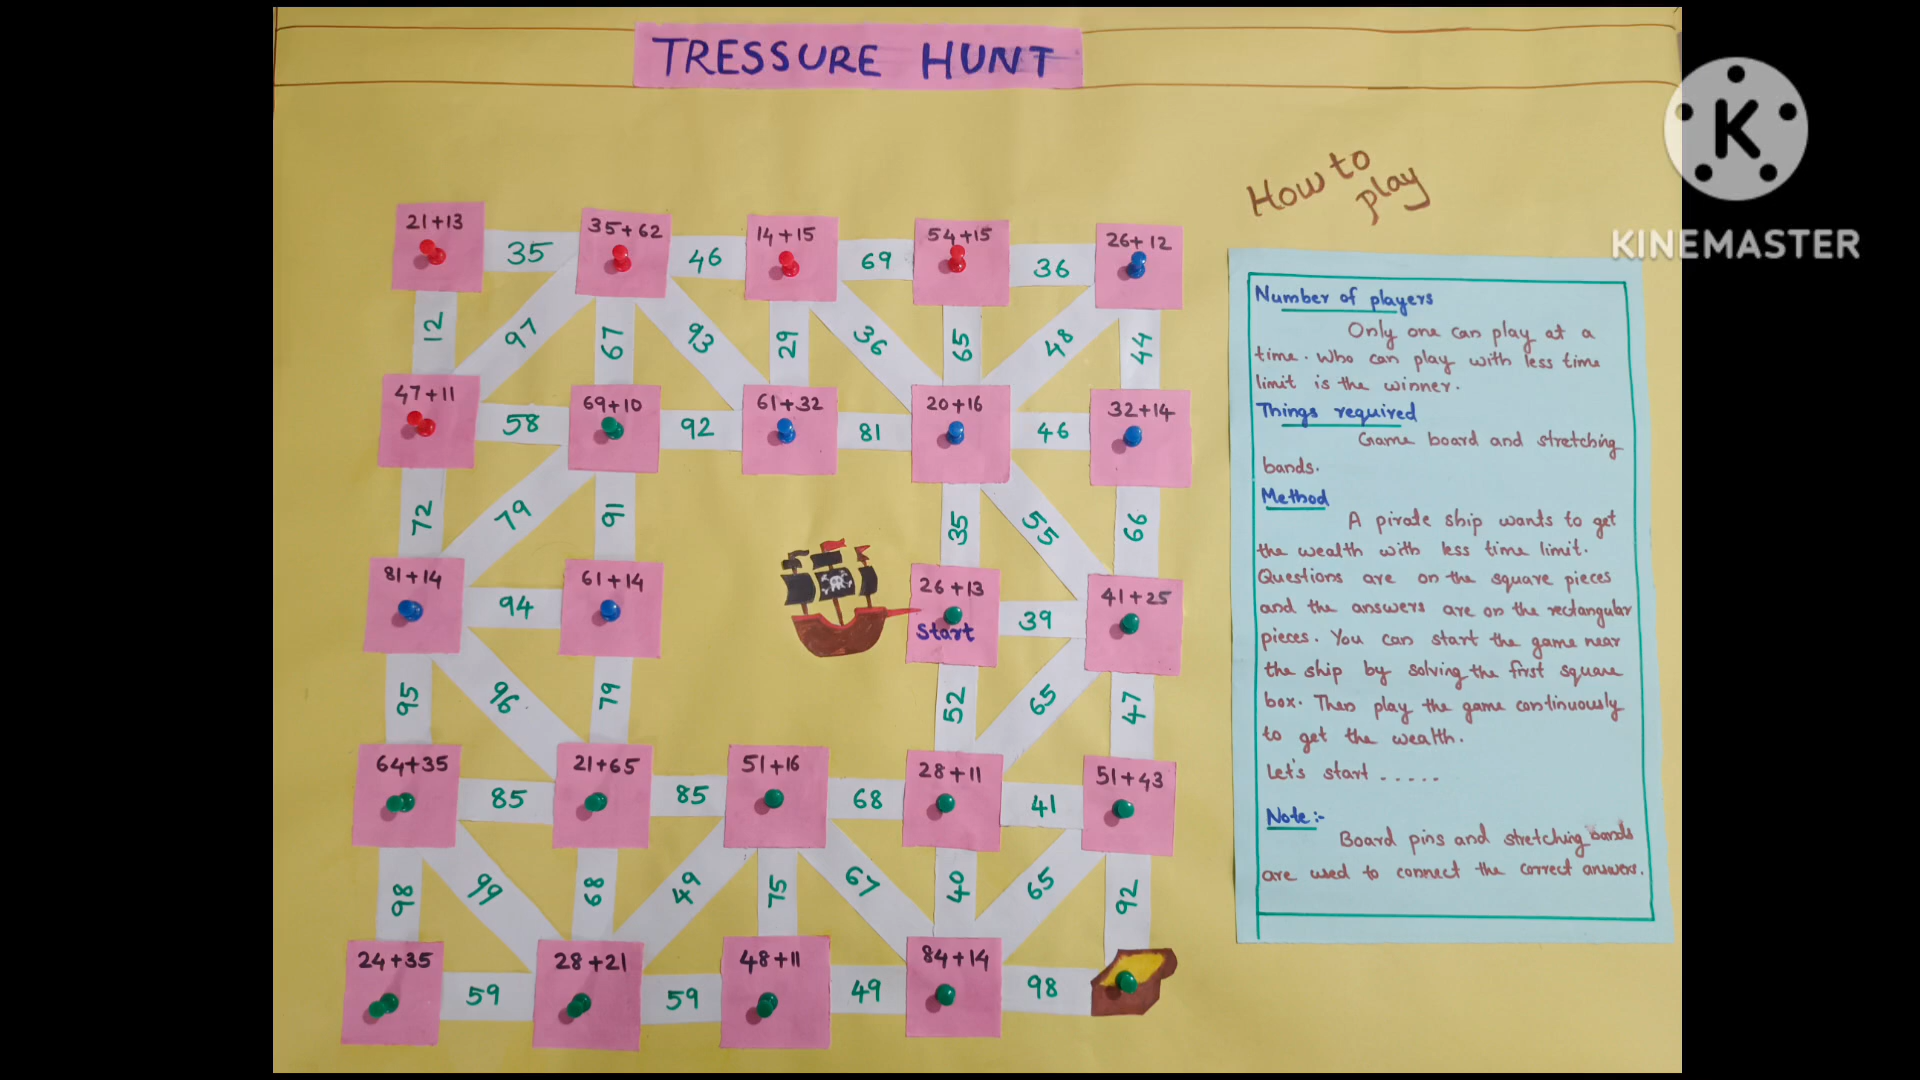 TRESSURE HUNT
K
KINEMASTER
How to
play
21+13
35
35+62
46
14+15
69
54+15
36
26+12
12
97
67
93
29
36
65
48
44
47+11
58
69+10
92
61+32
81
20+16
46
32+14
72
79
91
35
55
66
81+14
94
61+14
26+13
Start
39
41+25
95
96
79
52
65
47
64+35
85
21+65
85
51+16
68
28+11
41
51+43
98
99
68
49
75
67
40
65
92
24+35
59
28+21
59
48+11
49
84+14
98
Number of players
Only one can play at a
time. Who can play with less time
limit is the winner.
Things required
Game board and stretching
bands.
Method
A pirate ship wants to get
the wealth with less time limit.
Questions are on the square pieces
and the answers are on the rectangular
pieces. You can start the game near
the ship by solving the first square
box. Then play the game continuously
to get the wealth.
Let's start .....
Note:-
Board pins and stretching bands
are used to connect the correct answers.